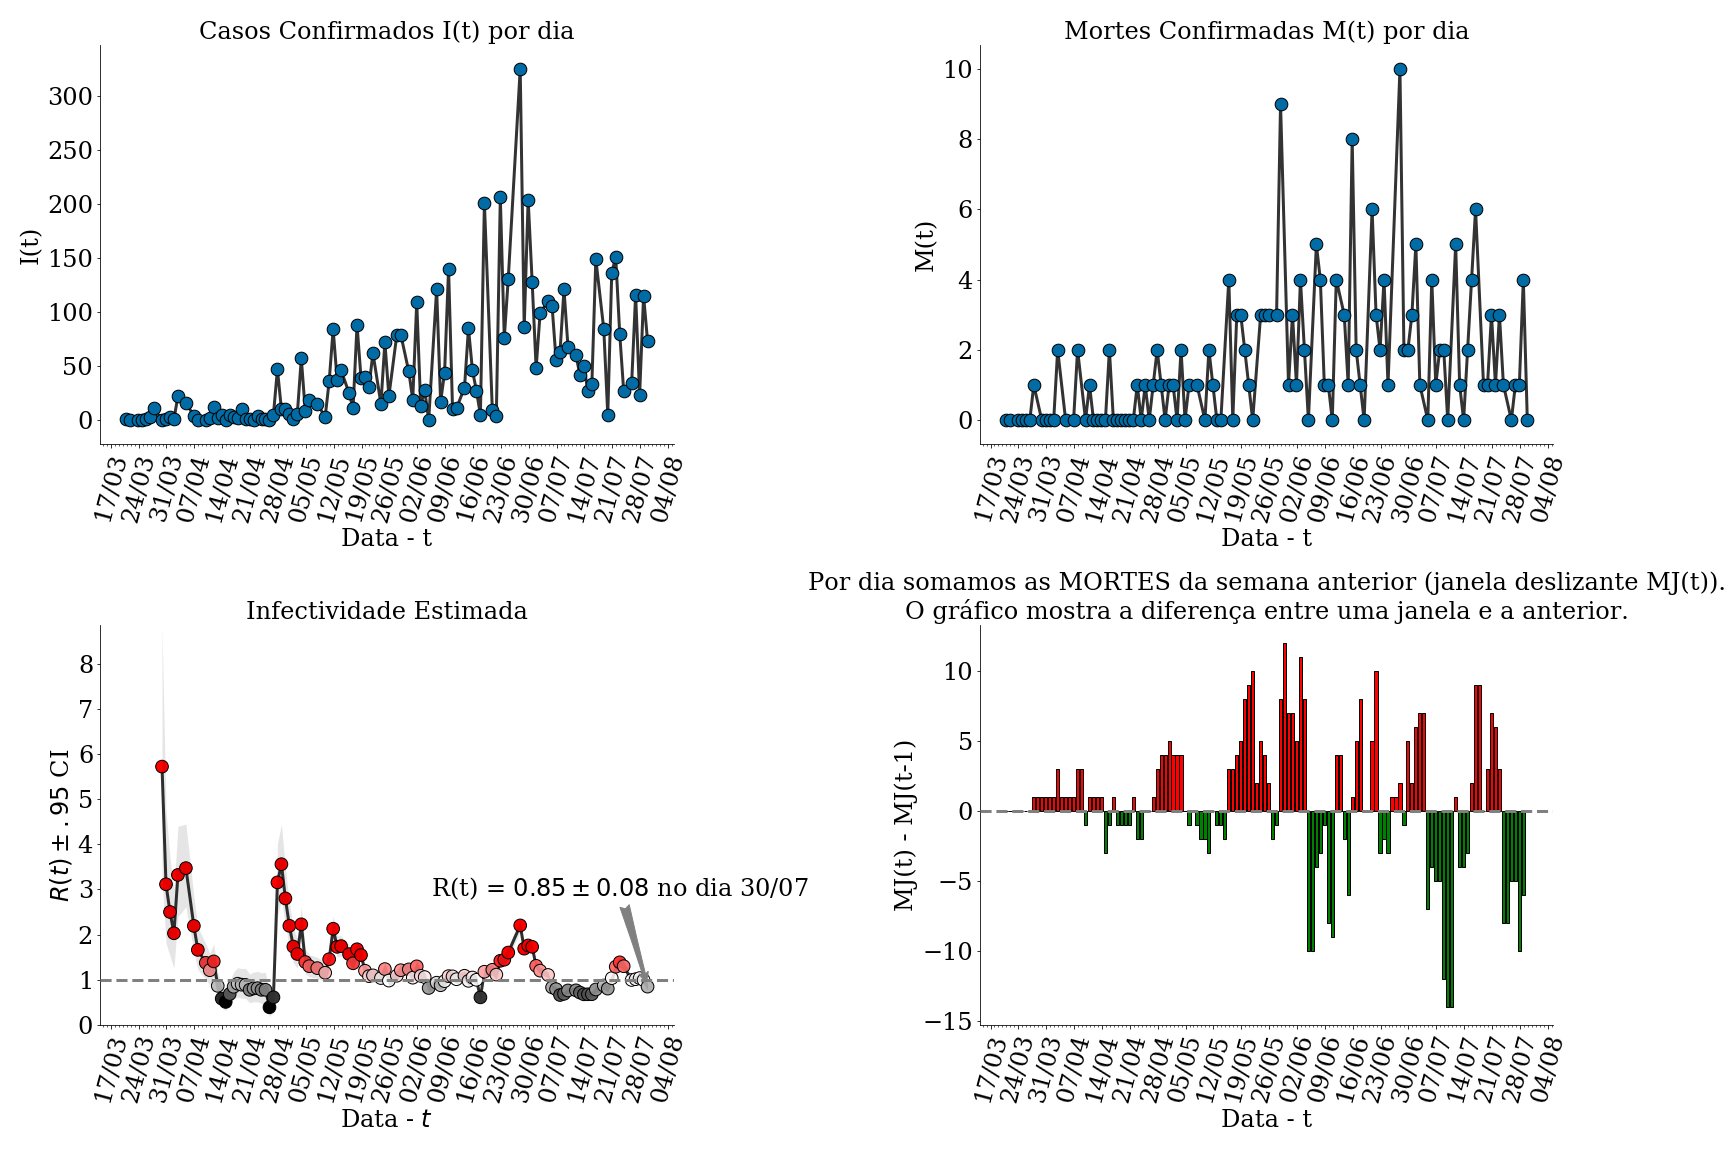 Casos Confirmados I(t) por dia
I(t)
300
250
200
150
100
50
0
17/03 24/03 31/03 07/04 14/04 21/04 28/04 05/05 12/05 19/05 26/05 02/06 09/06 16/06 23/06 30/06 07/07 14/07 21/07 28/07 04/08
Data - t
Mortes Confirmadas M(t) por dia
M(t)
10
8
6
4
2
0
17/03 24/03 31/03 07/04 14/04 21/04 28/04 05/05 12/05 19/05 26/05 02/06 09/06 16/06 23/06 30/06 07/07 14/07 21/07 28/07 04/08
Data - t
Infectividade Estimada
R(t) ± .95 CI
8
7
6
5
4
3
2
1
0
R(t) = 0.85 ± 0.08 no dia 30/07
17/03 24/03 31/03 07/04 14/04 21/04 28/04 05/05 12/05 19/05 26/05 02/06 09/06 16/06 23/06 30/06 07/07 14/07 21/07 28/07 04/08
Data - t
Por dia somamos as MORTES da semana anterior (janela deslizante MJ(t)).
O gráfico mostra a diferença entre uma janela e a anterior.
MJ(t) - MJ(t-1)
10
5
0
−5
−10
−15
17/03 24/03 31/03 07/04 14/04 21/04 28/04 05/05 12/05 19/05 26/05 02/06 09/06 16/06 23/06 30/06 07/07 14/07 21/07 28/07 04/08
Data - t